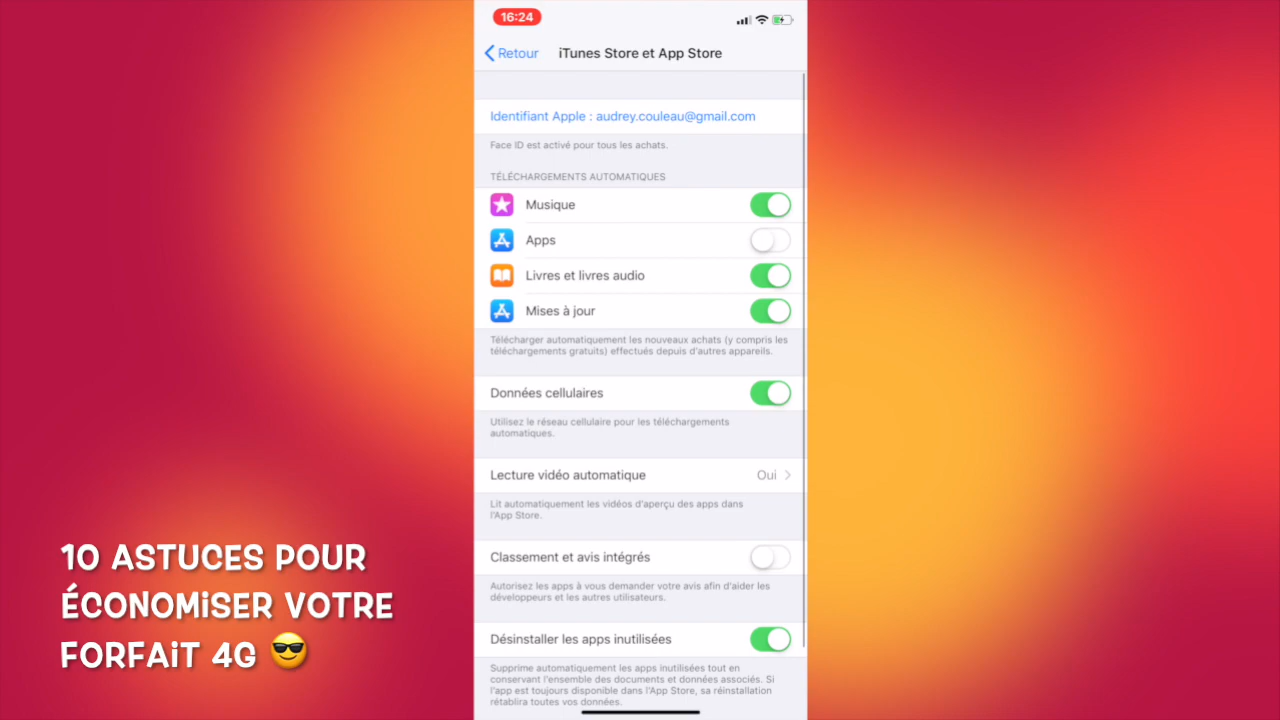 16:24
Retour
iTunes Store et App Store
Identifiant Apple : audrey.couleau@gmail.com
Face ID est activé pour tous les achats.
TÉLÉCHARGEMENTS AUTOMATIQUES
Musique
Apps
Livres et livres audio
Mises à jour
Télécharger automatiquement les nouveaux achats (y compris les
téléchargements gratuits) effectués depuis d'autres appareils.
Données cellulaires
Utilisez le réseau cellulaire pour les téléchargements
automatiques.
Lecture vidéo automatique Oui
Lit automatiquement les vidéos d'aperçu des apps dans
l'App Store.
Classement et avis intégrés
Autorisez les apps à vous demander votre avis afin d'aider les
développeurs et les autres utilisateurs.
Désinstaller les apps inutilisées
Supprime automatiquement les apps inutilisées tout en
conservant l'ensemble des documents et données associés. Si
l'app est toujours disponible dans l'App Store, sa réinstallation
rétablira toutes vos données.
10 ASTUCES POUR
ÉCONOMiSER VOTRE
FORFAiT 4G 😎